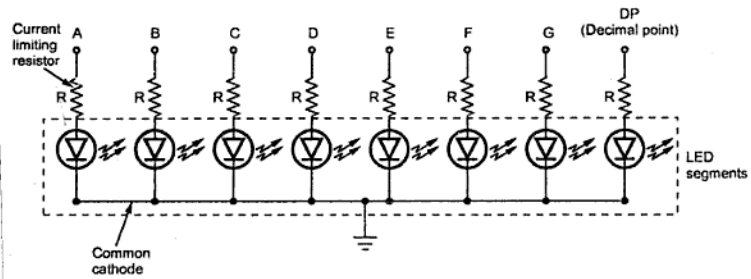 DP
(Decimal point)
Current
limiting
resistor
A B C D E F G
R R R R R R R R
LED
segments
Common
cathode